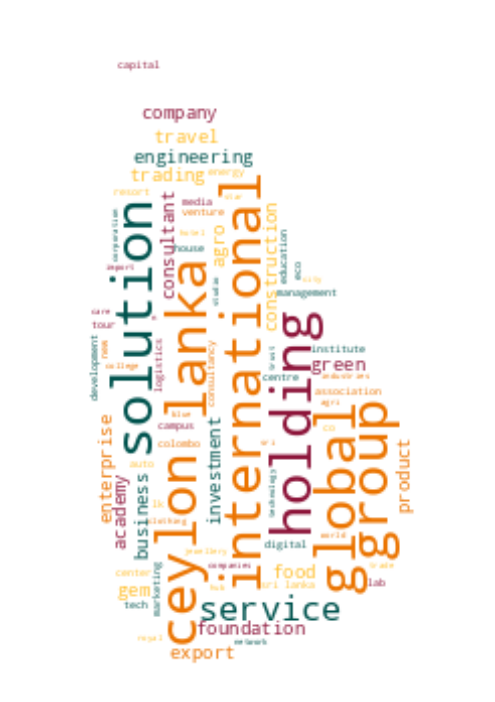 capital
company
travel
engineering
trading
energy
resort
star
media
venture
consultant
corporation
solution
hotel
house
agro
construction
education
eco
city
management
import
wisdom
international
lanka
ceylon
care
tour
new
development
college
logistics
consultancy
holding
travel
institute
green
centre
industries
association
agri
blue
campus
colombo
sri
co
global
group
product
enterprise
academy
auto
business
investment
technology
lk
clothing
world
digital
jewellery
companies
center
gem
tech
marketing
hub
food
sri lanka
trade
lab
service
foundation
royal
network
export